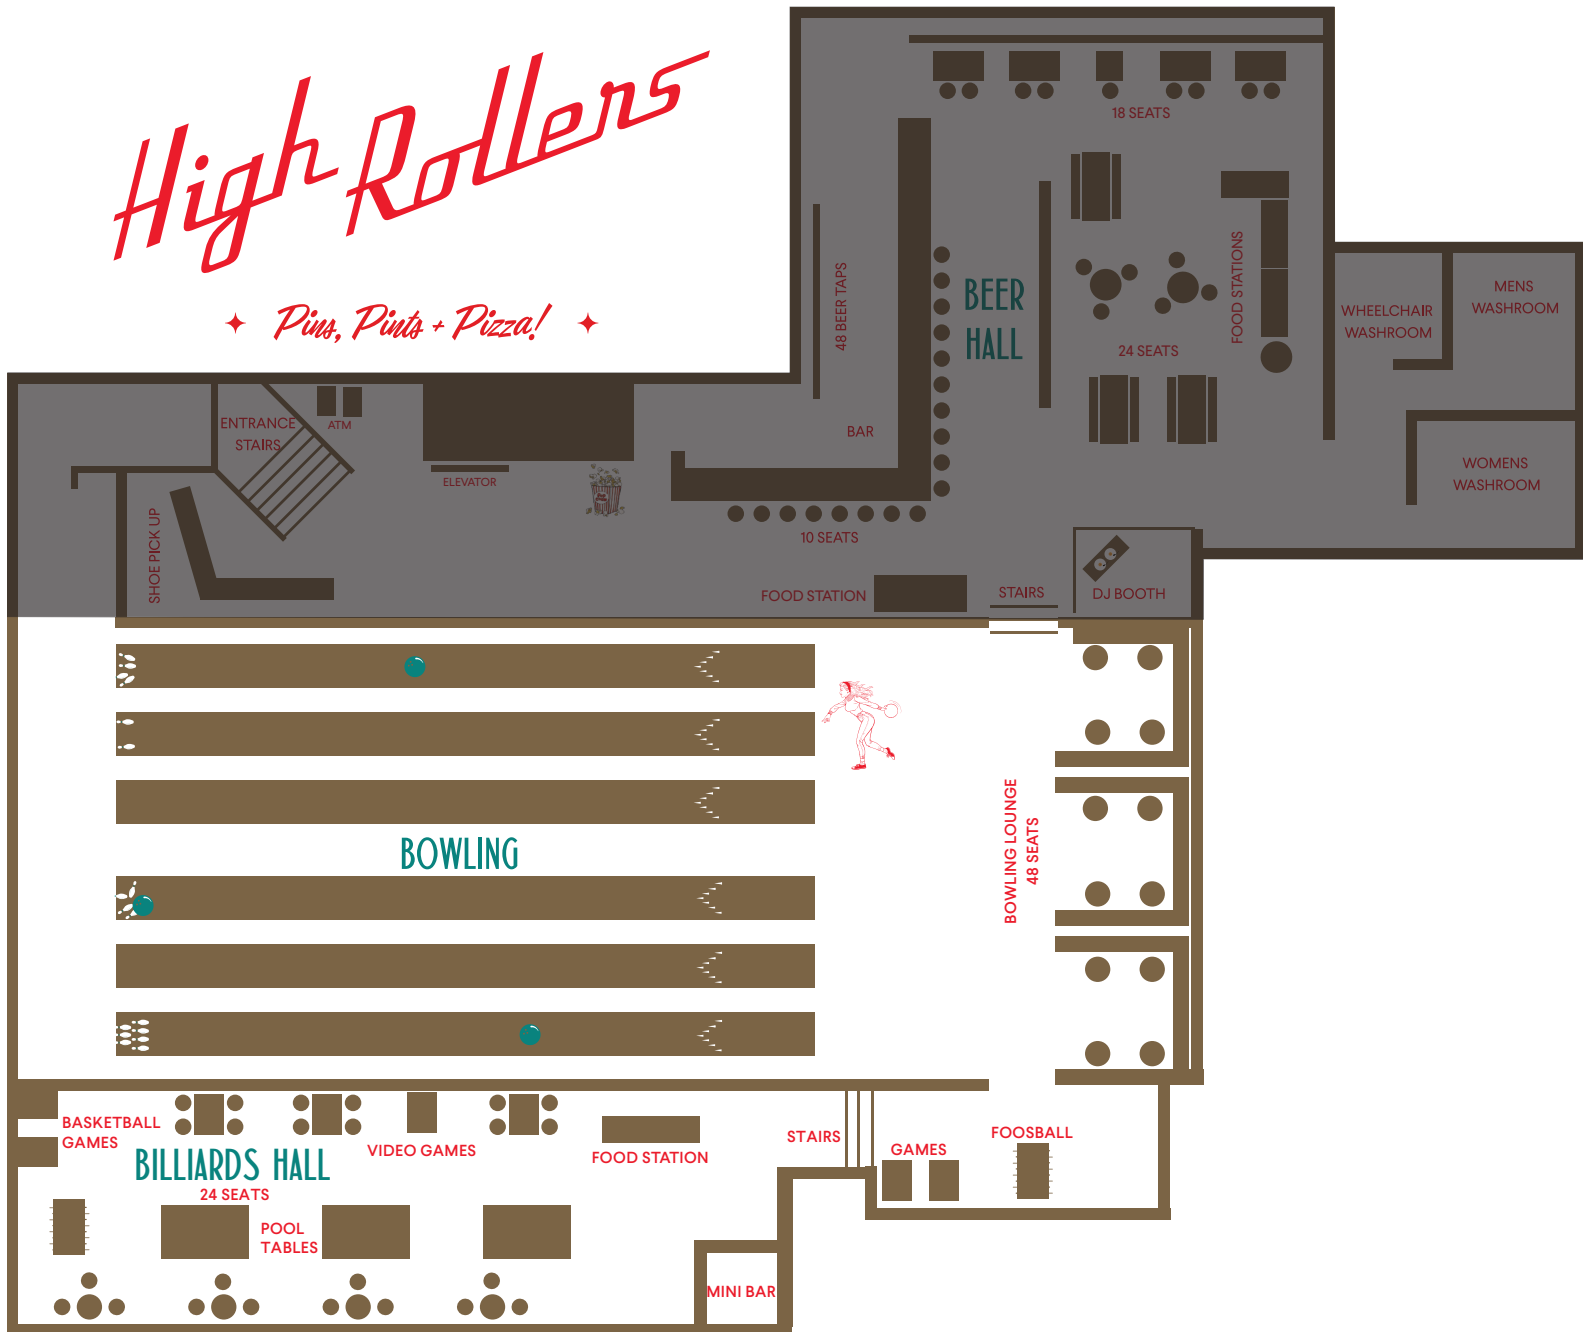 High Rollers
Pins, Pints + Pizza!
18 SEATS
48 BEER TAPS
BEER
HALL
FOOD STATIONS
24 SEATS
WHEELCHAIR
WASHROOM
MENS
WASHROOM
WOMENS
WASHROOM
ENTRANCE
STAIRS
ATM
ELEVATOR
BAR
10 SEATS
SHOE PICK UP
FOOD STATION
STAIRS
DJ BOOTH
BOWLING
BOWLING LOUNGE
48 SEATS
BASKETBALL
GAMES
BILLIARDS HALL
24 SEATS
VIDEO GAMES
FOOD STATION
STAIRS
GAMES
FOOSBALL
POOL
TABLES
MINI BAR